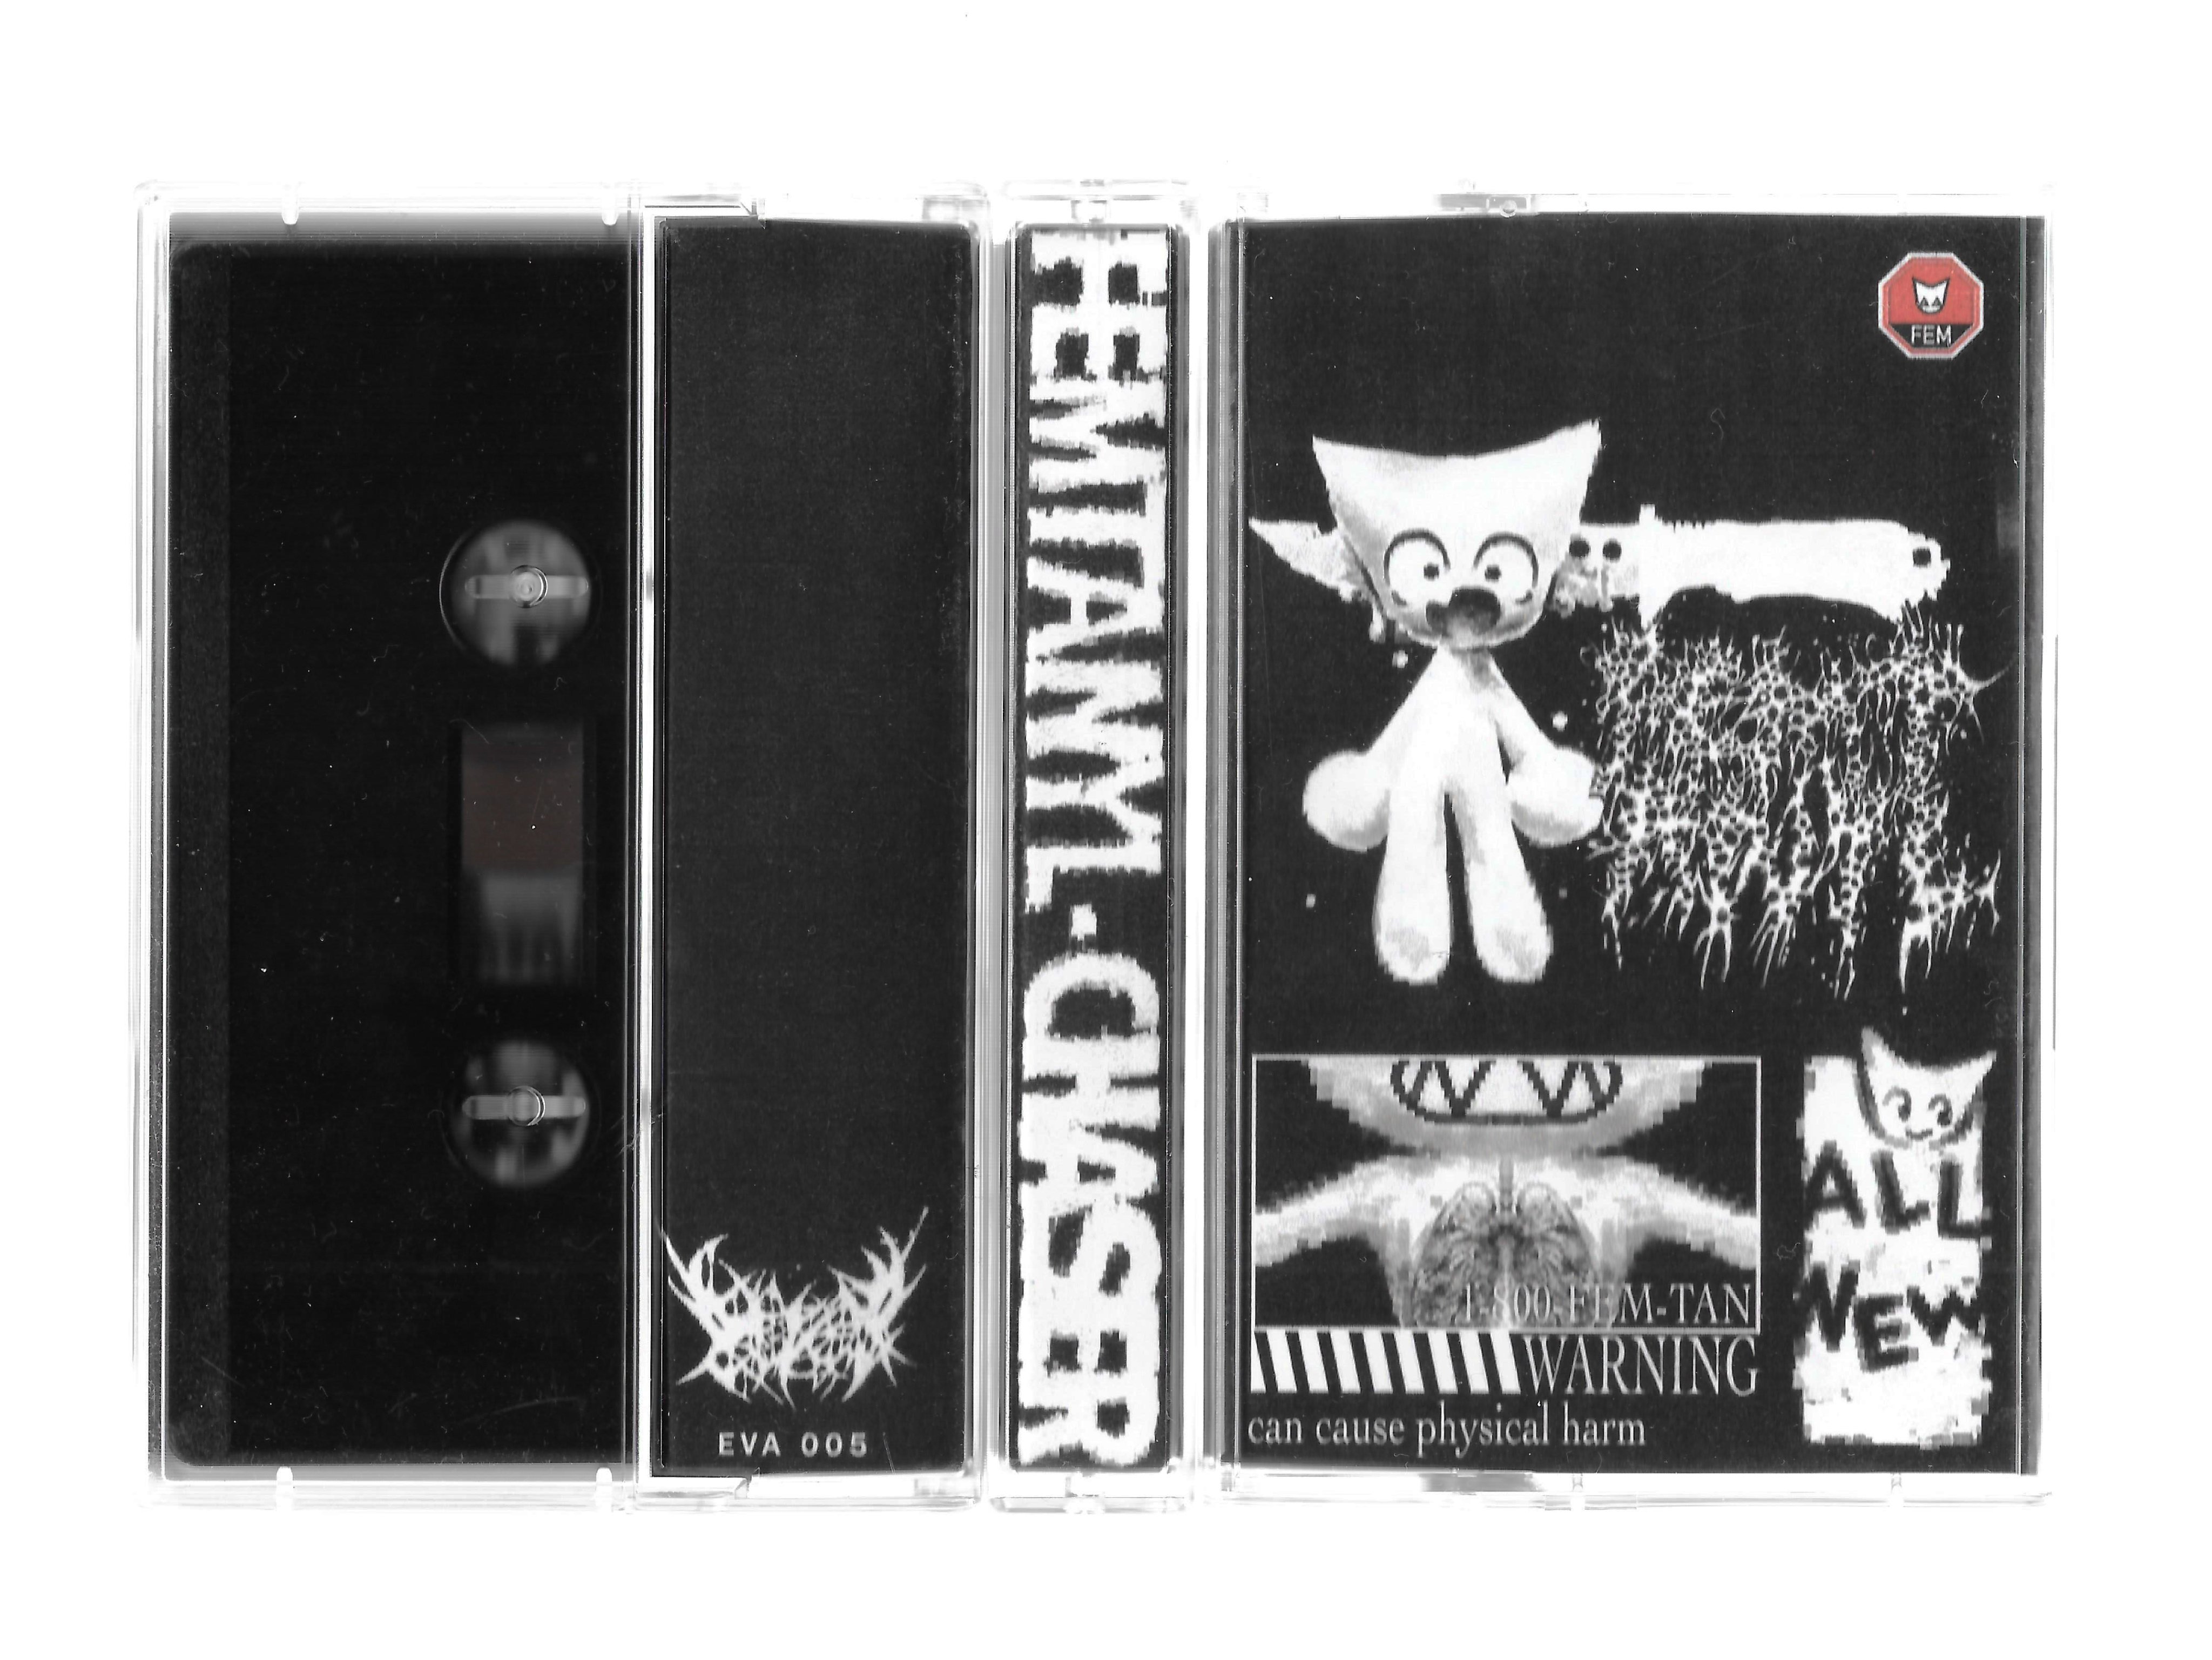 EVA 005
FEMTANYL-CHASER
FEM
1-800-FEM-TAN
WARNING
can cause physical harm
ALL
NEW